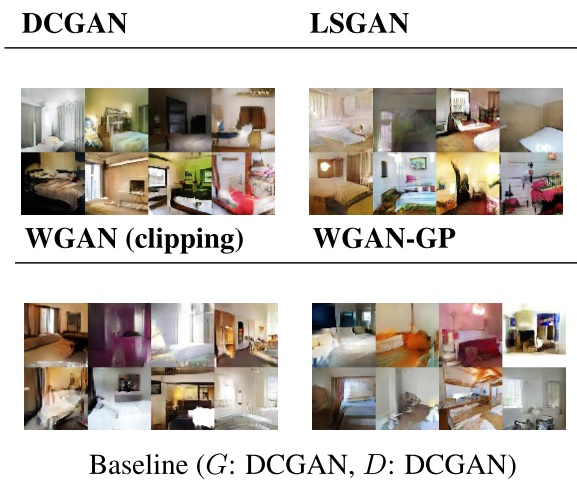 DCGAN LSGAN
WGAN (clipping) WGAN-GP
Baseline (G: DCGAN, D: DCGAN)